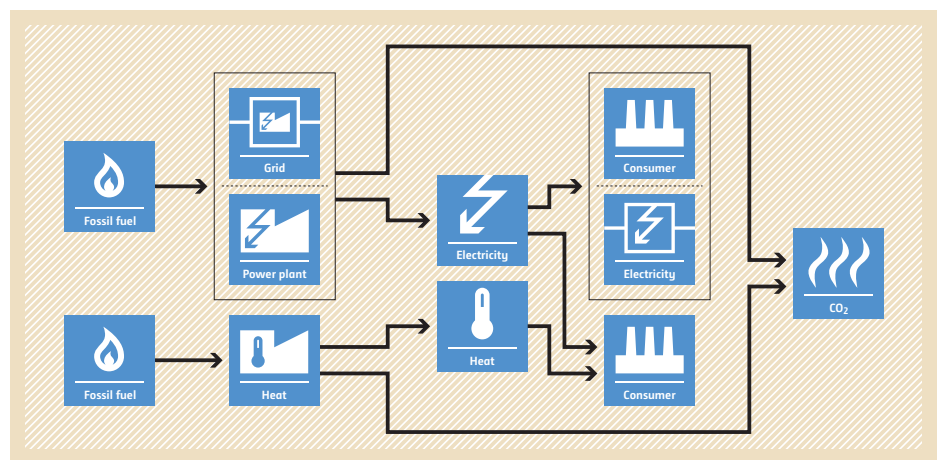 Grid
Consumer
Fossil fuel
Power plant
Electricity
Electricity
CO2
Fossil fuel
Heat
Heat
Consumer